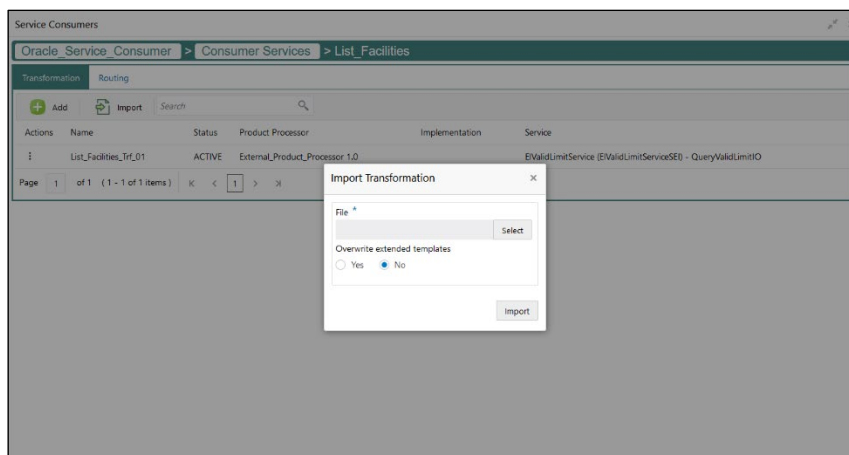 Service Consumers
Oracle_Service_Consumer > Consumer Services > List_Facilities
Transformation Routing
Add Import Search
Actions Name Status Product Processor Implementation Service
List_Facilities_Trf_01 ACTIVE External_Product_Processor 1.0 ElValidLimitService (ElValidLimitServiceSEI) - QueryValidLimitIO
Page 1 of 1 (1 - 1 of 1 items) 1
Import Transformation
File *
Select
Overwrite extended templates
Yes No
Import